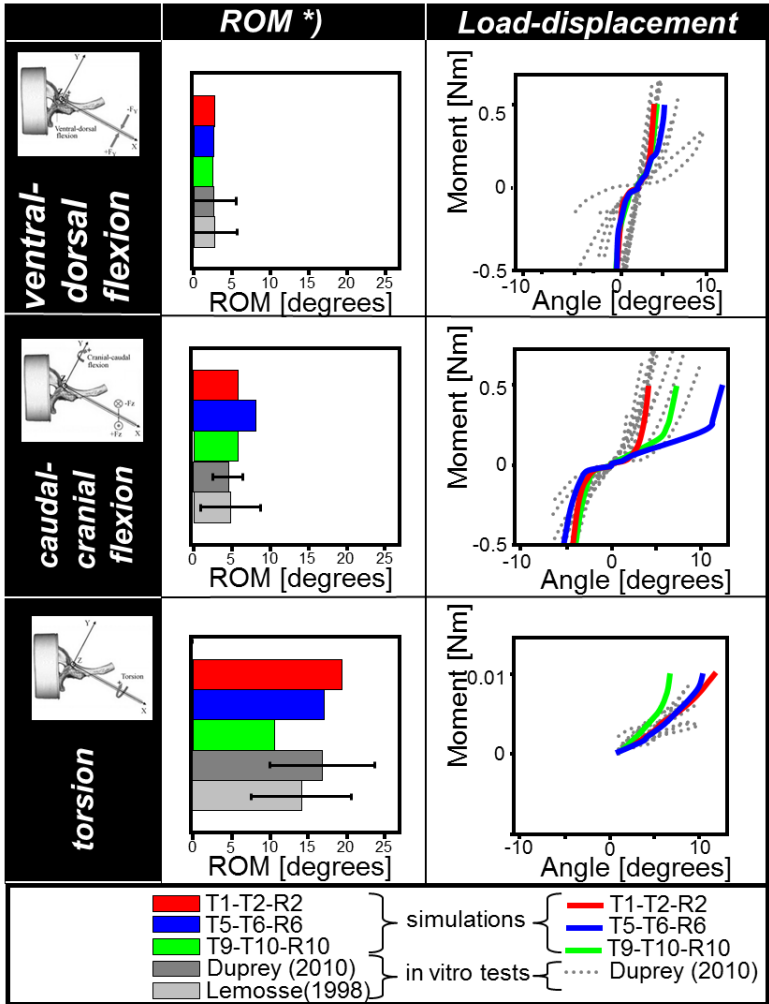 ROM *)
Load-displacement
Y
Z
Ventral-dorsal
flexion
-Fy
+Fy
X
ventral-
dorsal
flexion
0
5
10
15
20
25
ROM [degrees]
Moment [Nm]
0.5
0
-0.5
-10
0
10
Angle [degrees]
Y
Cranial-caudal
flexion
Z
-Fz
+Fz
X
caudal-
cranial
flexion
0
5
10
15
20
25
ROM [degrees]
Moment [Nm]
0.5
0
-0.5
-10
0
10
Angle [degrees]
Y
Z
Torsion
X
torsion
0
5
10
15
20
25
ROM [degrees]
Moment [Nm]
0.01
0
-10
0
10
Angle [degrees]
T1-T2-R2
T5-T6-R6
T9-T10-R10
Duprey (2010)
Lemosse(1998)
simulations
in vitro tests
T1-T2-R2
T5-T6-R6
T9-T10-R10
Duprey (2010)